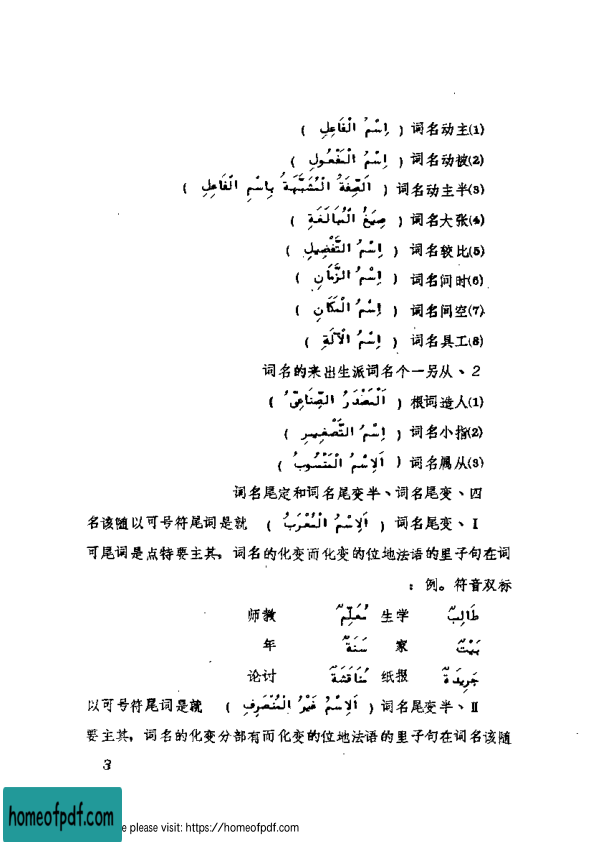 (1)主动名词 ( اِسْمُ الْفَاعِلِ )
(2)被动名词 ( اِسْمُ الْمَفْعُولِ )
(3)半主动名词 ( اَلصِّفَةُ الْمُشَبَّهَةُ بِاسْمِ الْفَاعِلِ )
(4)张大名词 ( صِيَغُ الْمُبَالَغَةِ )
(5)比较名词 ( اِسْمُ التَّفْضِيلِ )
(6)时间名词 ( اِسْمُ الزَّمَانِ )
(7)空间名词 ( اِسْمُ الْمَكَانِ )
(8)工具名词 ( اِسْمُ الْآلَةِ )
2、从另一个名词派生出来的名词
(1)人造词根 ( اَلْمَصْدَرُ الصِّنَاعِيُّ )
(2)指小名词 ( اِسْمُ التَّصْغِيرِ )
(3)从属名词 ( اَلِاسْمُ الْمَنْسُوبُ )
四、变尾名词、半变尾名词和定尾名词
Ⅰ、变尾名词 ( اَلِاسْمُ الْمُعْرَبُ ) 就是词尾符号可以随该名
词在句子里的语法地位的变化而变化的名词，其主要特点是词尾可
标双音符。例：
طَالِبٌ 学生 مُعَلِّمٌ 教师
بَيْتٌ 家 سَنَةٌ 年
جَرِيدَةٌ 报纸 مُنَاقَشَةٌ 讨论
Ⅱ、半变尾名词 ( اَلِاسْمُ غَيْرُ الْمُنْصَرِفِ ) 就是词尾符号可以
随该名词在句子里的语法地位的变化而有部分变化的名词，其主要
3
homeofpdf.com
please visit: https://homeofpdf.com